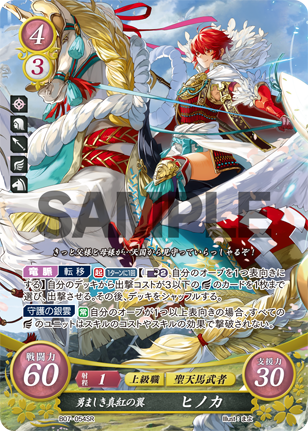 4
3
SAMPLE
きっと父様と母様が、天国から見守っていらっしゃるぞ!
竜脈 転移 起 1ターンに1回 [2,自分のオーブを1つ表向きに
する]自分のデッキから出撃コストが3以下の のカードを1枚まで
選び、出撃させる。その後、デッキをシャッフルする。
守護の銀雲 常 自分のオーブが1つ以上表向きの場合、すべての
のユニットはスキルのコストやスキルの効果で撃破されない。
戦闘力
60
射程
1
上級職
聖天馬武者
支援力
30
勇ましき真紅の翼
ヒノカ
B07-054SR
Illust: